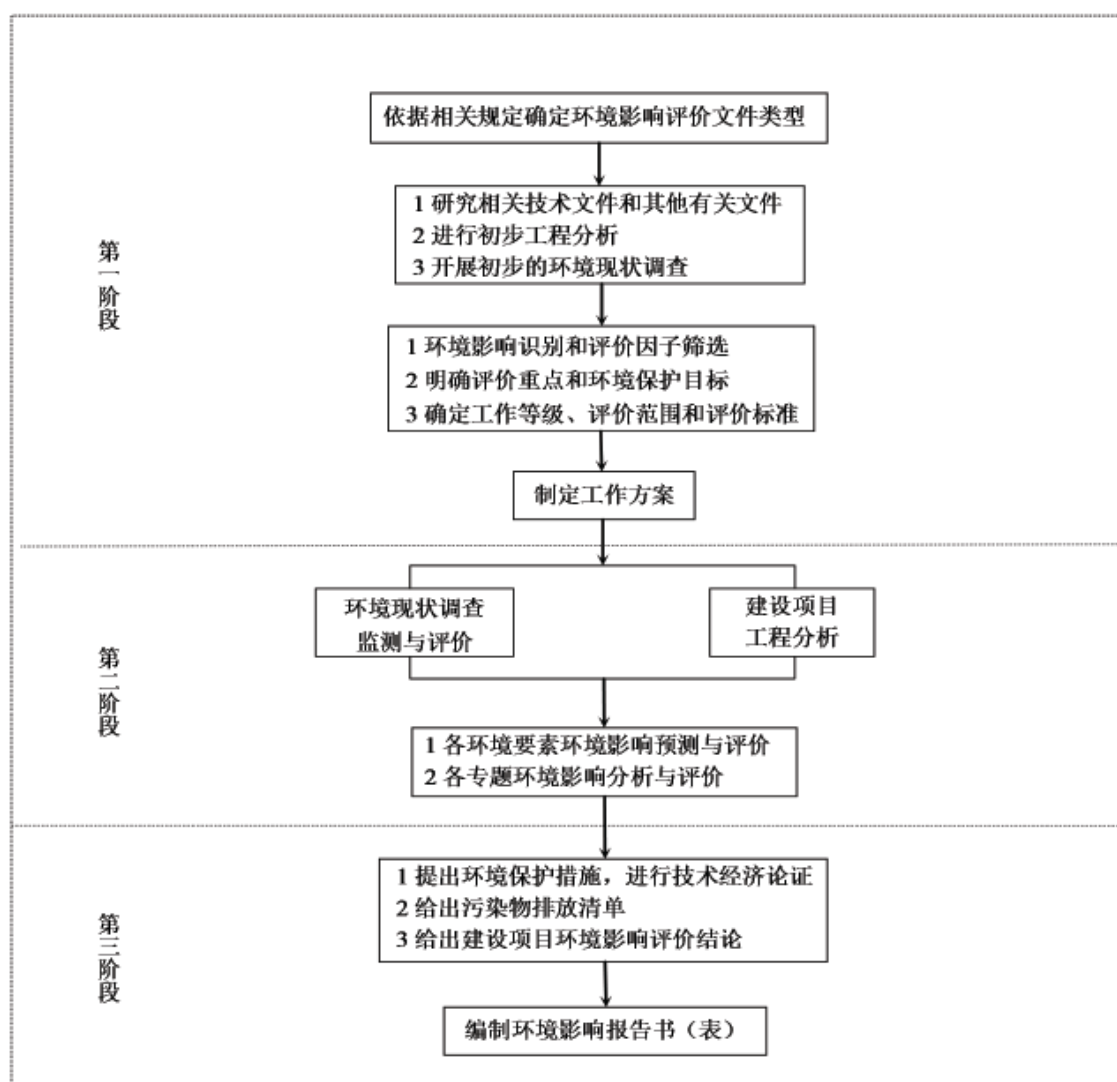 依据相关规定确定环境影响评价文件类型
第一阶段
1 研究相关技术文件和其他有关文件
2 进行初步工程分析
3 开展初步的环境现状调查
1 环境影响识别和评价因子筛选
2 明确评价重点和环境保护目标
3 确定工作等级、评价范围和评价标准
制定工作方案
第二阶段
环境现状调查
监测与评价
建设项目
工程分析
1 各环境要素环境影响预测与评价
2 各专题环境影响分析与评价
第三阶段
1 提出环境保护措施，进行技术经济论证
2 给出污染物排放清单
3 给出建设项目环境影响评价结论
编制环境影响报告书（表）